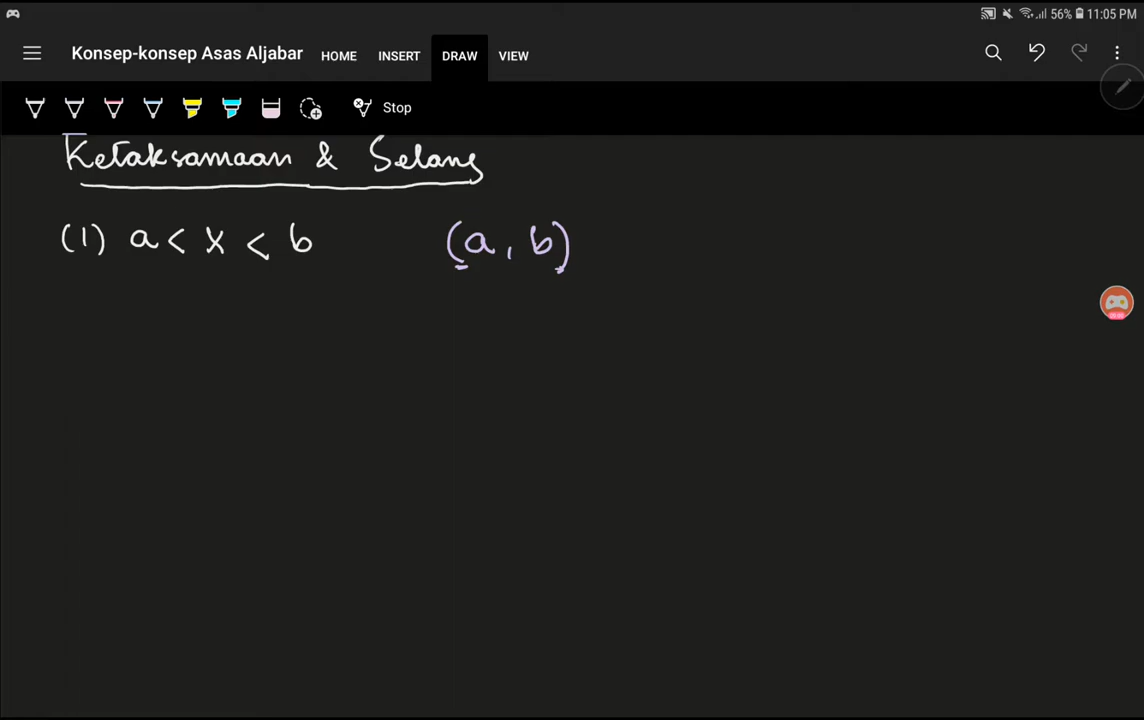 56% 11:05 PM
Konsep-konsep Asas Aljabar HOME INSERT DRAW VIEW
Stop
Ketaksamaan & Selang
(1) a < x < b (a, b)